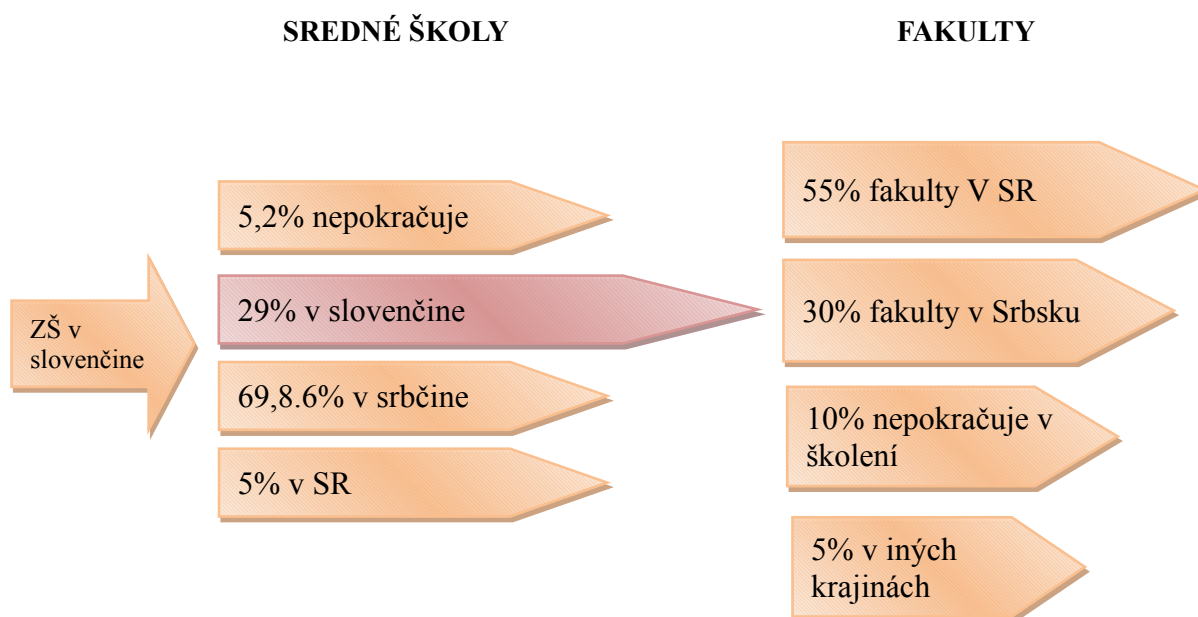 SREDNÉ ŠKOLY
FAKULTY
ZŠ v
slovenčine
5,2% nepokračuje
29% v slovenčine
69,8.6% v srbčine
5% v SR
55% fakulty V SR
30% fakulty v Srbsku
10% nepokračuje v
školení
5% v iných
krajinách